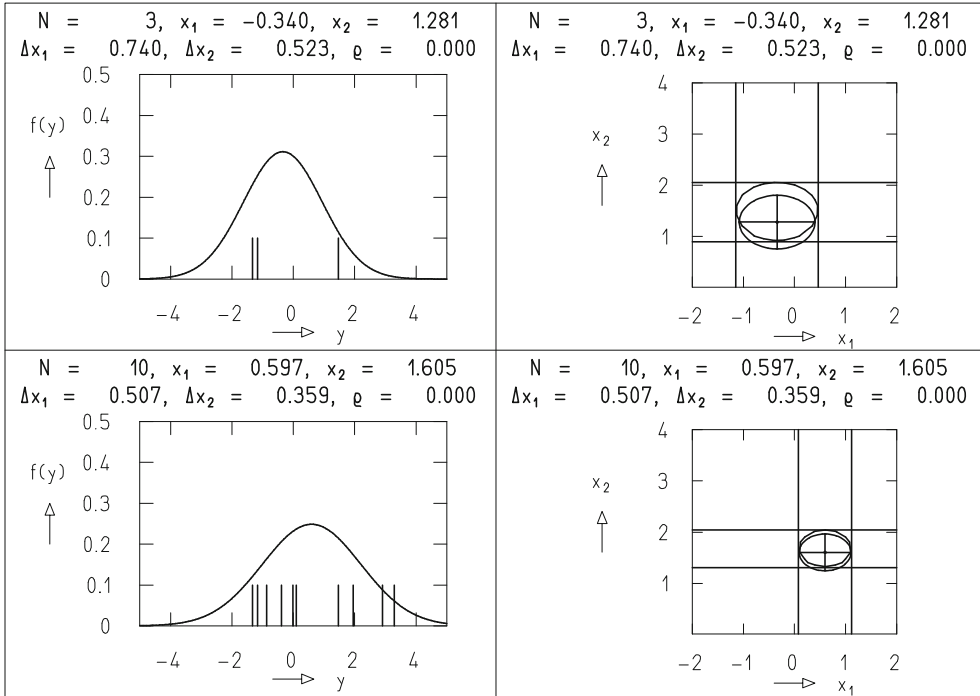 N = 3, x₁ = −0.340, x₂ = 1.281
Δx₁ = 0.740, Δx₂ = 0.523, ϱ = 0.000
0.5
0.4
f(y)
0.3
0.2
0.1
0
−4 −2 0 2 4
y
N = 3, x₁ = −0.340, x₂ = 1.281
Δx₁ = 0.740, Δx₂ = 0.523, ϱ = 0.000
4
x₂
3
2
1
−2 −1 0 1 2
x₁
N = 10, x₁ = 0.597, x₂ = 1.605
Δx₁ = 0.507, Δx₂ = 0.359, ϱ = 0.000
0.5
0.4
f(y)
0.3
0.2
0.1
0
−4 −2 0 2 4
y
N = 10, x₁ = 0.597, x₂ = 1.605
Δx₁ = 0.507, Δx₂ = 0.359, ϱ = 0.000
4
x₂
3
2
1
−2 −1 0 1 2
x₁